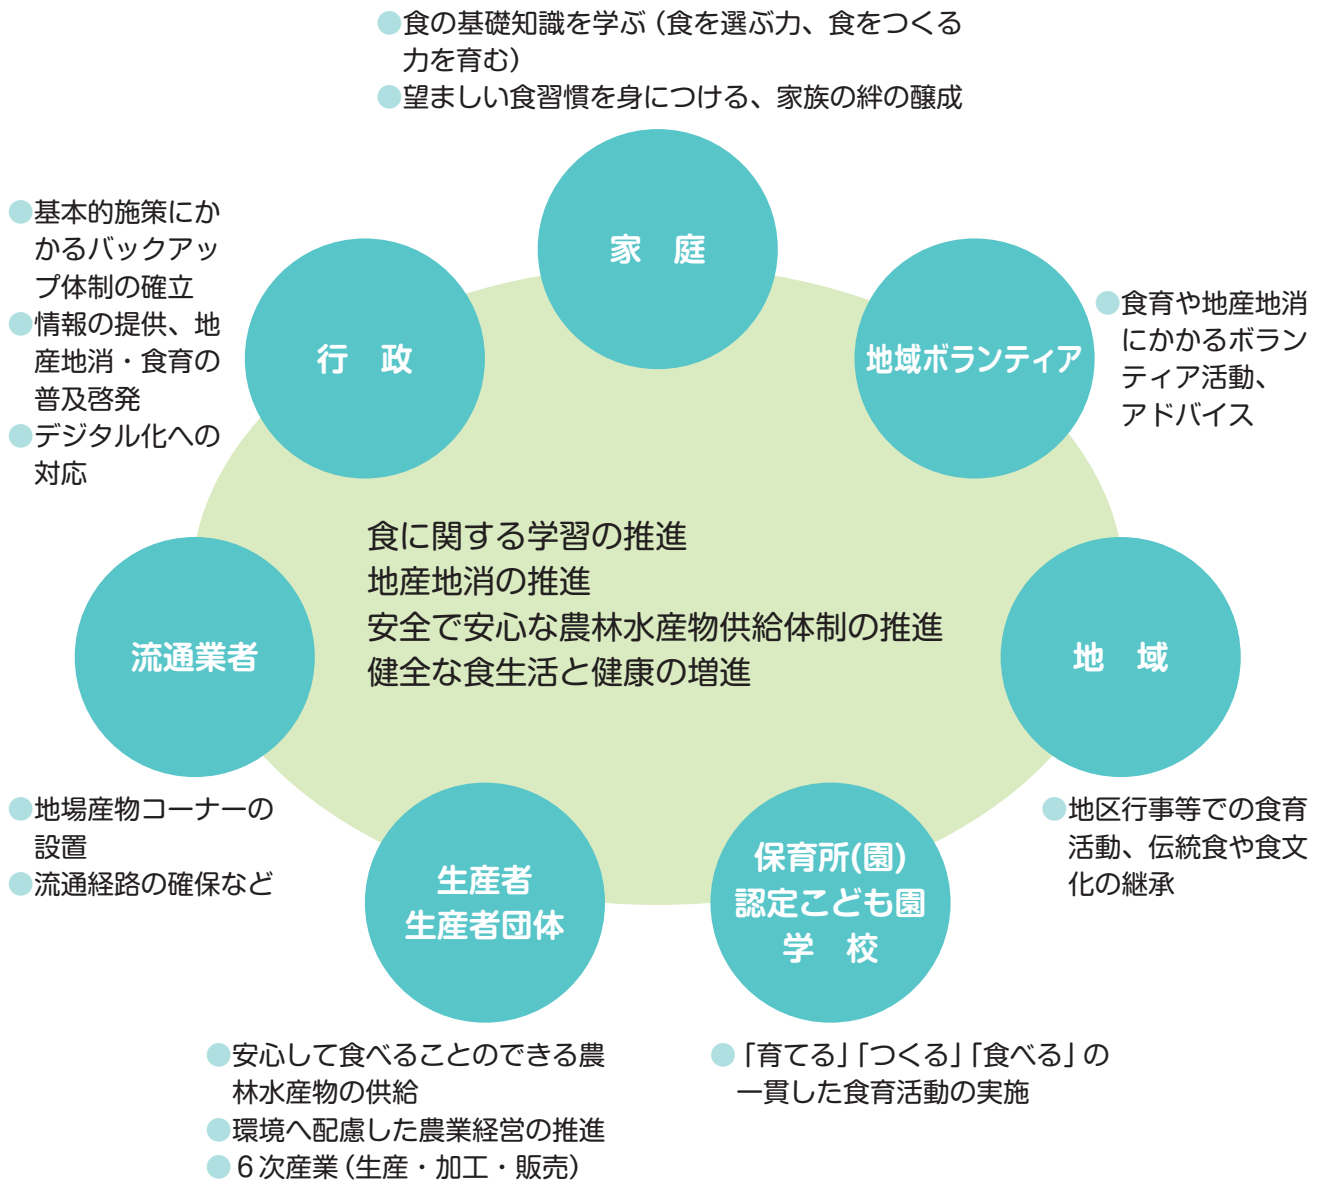 ●食の基礎知識を学ぶ（食を選ぶ力、食をつくる
力を育む）
●望ましい食習慣を身につける、家族の絆の醸成
家　庭
●基本的施策にか
かるバックアッ
プ体制の確立
●情報の提供、地
産地消・食育の
普及啓発
●デジタル化への
対応
行　政
地域ボランティア
●食育や地産地消
にかかるボラン
ティア活動、
アドバイス
食に関する学習の推進
地産地消の推進
安全で安心な農林水産物供給体制の推進
健全な食生活と健康の増進
流通業者
●地場産物コーナーの
設置
●流通経路の確保など
地　域
●地区行事等での食育
活動、伝統食や食文
化の継承
生産者
生産者団体
●安心して食べることのできる農
林水産物の供給
●環境へ配慮した農業経営の推進
●６次産業（生産・加工・販売）
保育所(園)
認定こども園
学　校
●「育てる」「つくる」「食べる」の
一貫した食育活動の実施